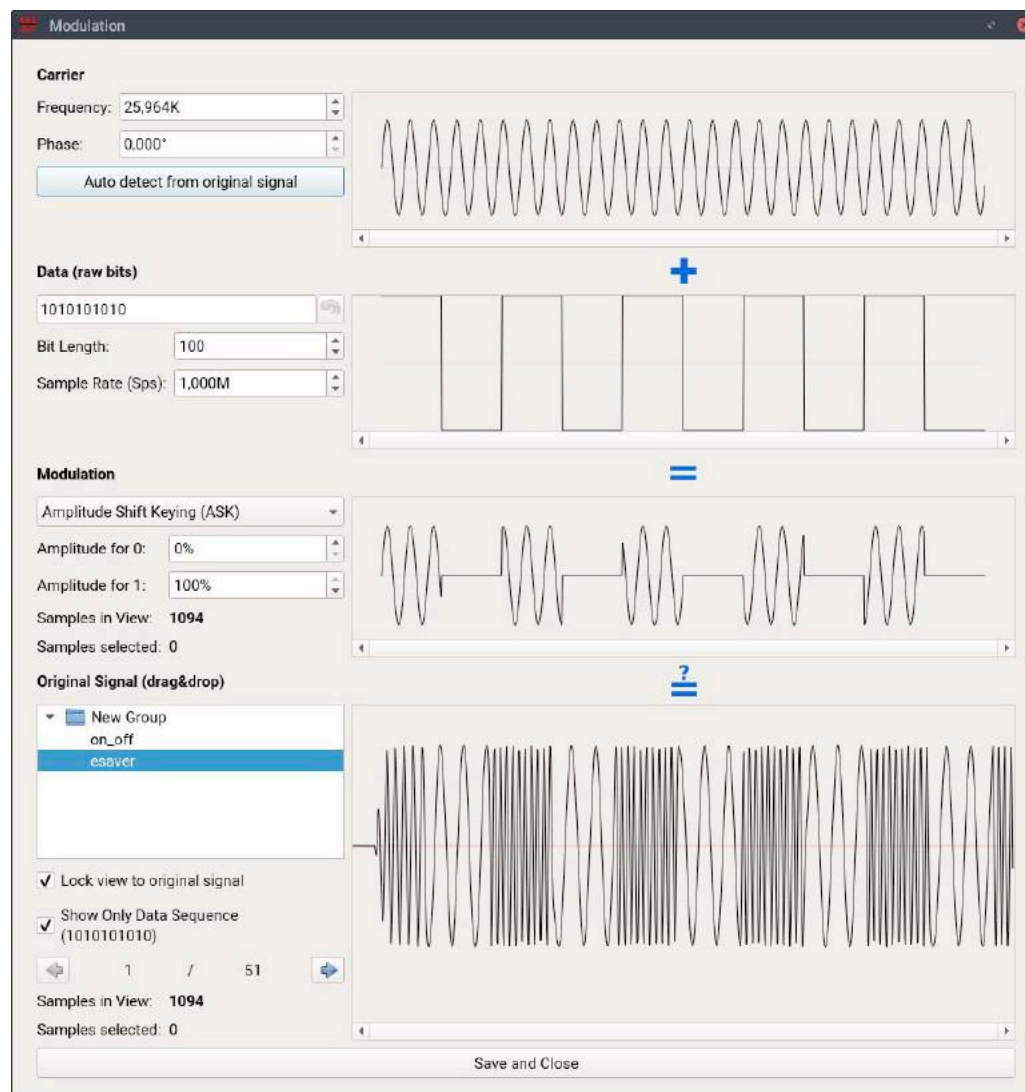 Modulation
Carrier
Frequency: 25,964K
Phase: 0,000°
Auto detect from original signal
+
Data (raw bits)
1010101010
Bit Length: 100
Sample Rate (Sps): 1,000M
=
Modulation
Amplitude Shift Keying (ASK)
Amplitude for 0: 0%
Amplitude for 1: 100%
Samples in View: 1094
Samples selected: 0
Original Signal (drag&drop)
?
=
New Group
on_off
esaver
Lock view to original signal
Show Only Data Sequence
(1010101010)
1 / 51
Samples in View: 1094
Samples selected: 0
Save and Close